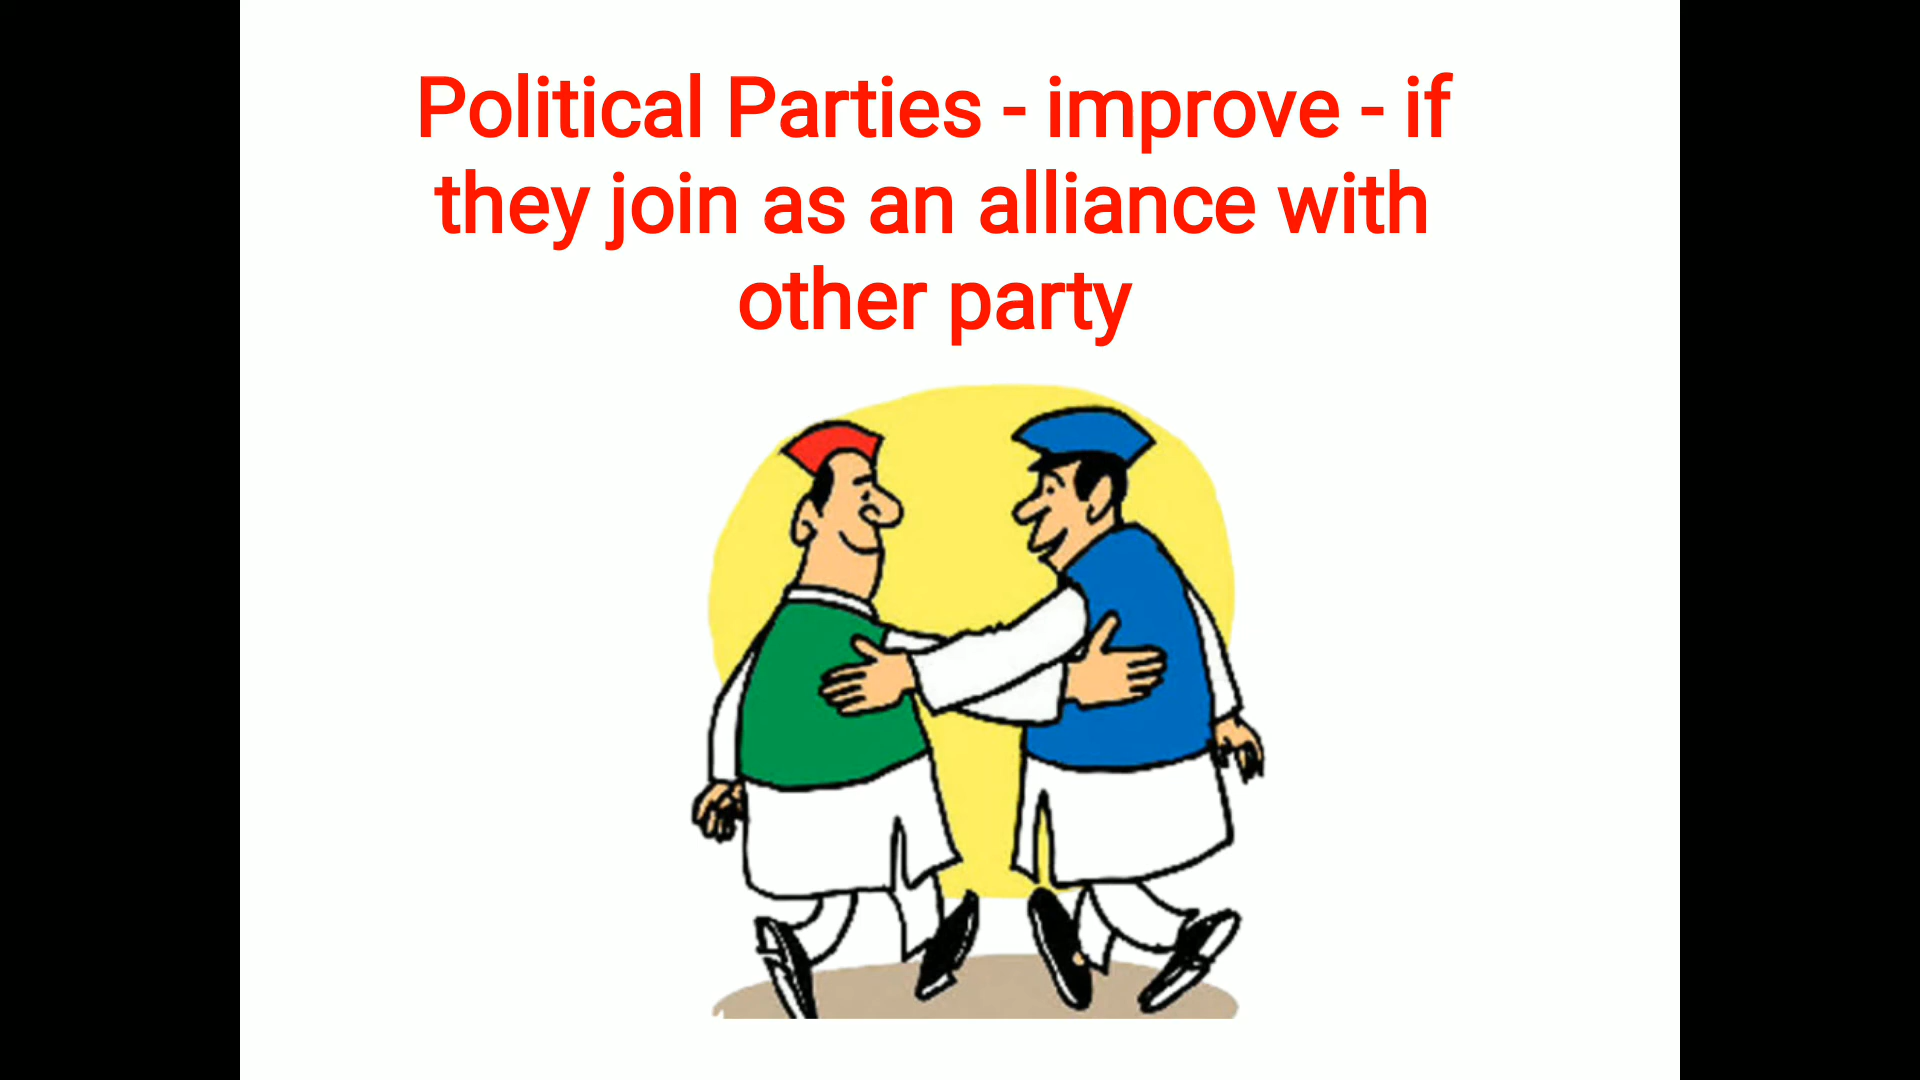 Political Parties - improve - if
they join as an alliance with
other party